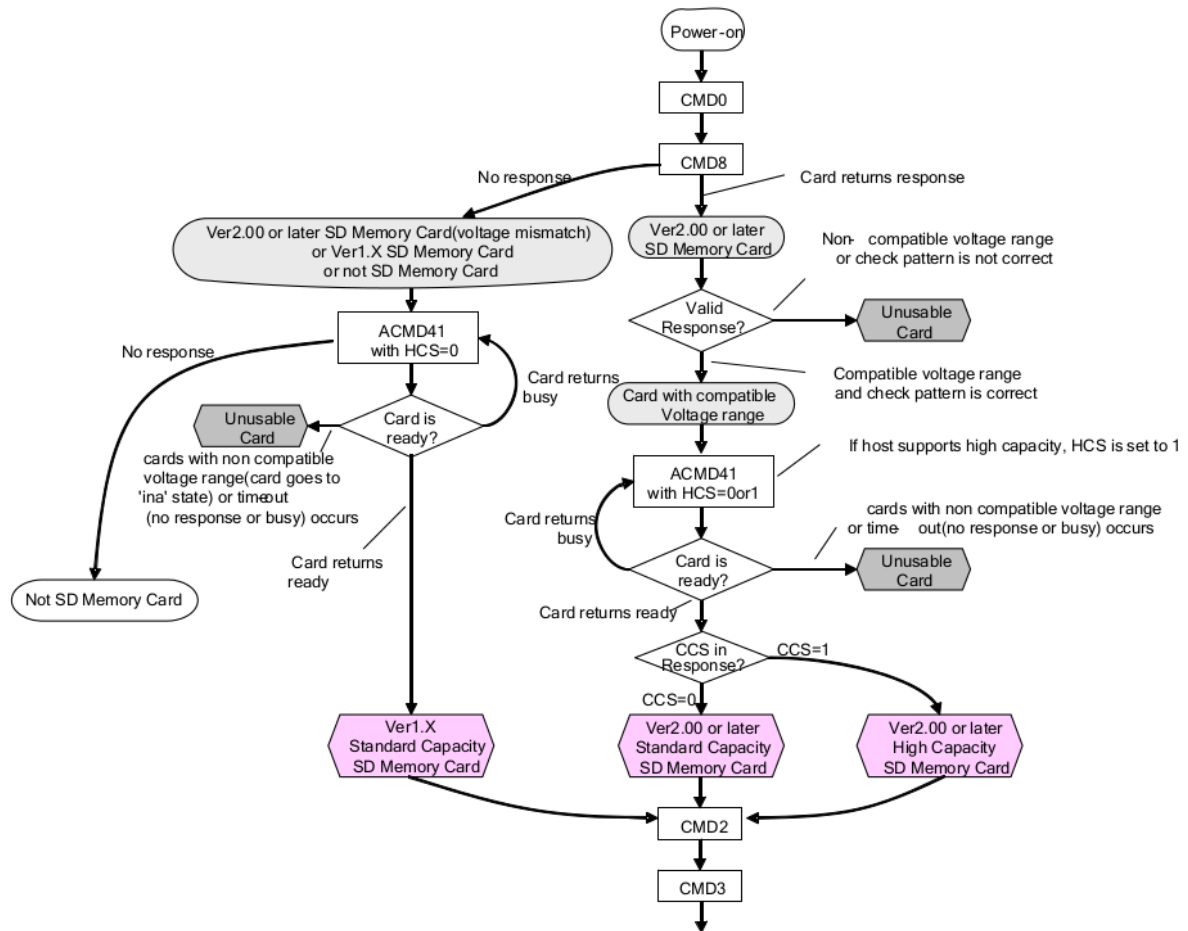 Power-on
CMD0
CMD8
No response
Card returns response
Ver2.00 or later SD Memory Card(voltage mismatch)
or Ver1.X SD Memory Card
or not SD Memory Card
Ver2.00 or later
SD Memory Card
Non- compatible voltage range
or check pattern is not correct
Valid
Response?
Unusable
Card
ACMD41
with HCS=0
No response
Card returns
busy
Compatible voltage range
and check pattern is correct
Card with compatible
Voltage range
Unusable
Card
Card is
ready?
cards with non compatible
voltage range(card goes to
'ina' state) or timeout
(no response or busy) occurs
If host supports high capacity, HCS is set to 1
ACMD41
with HCS=0or1
cards with non compatible voltage range
or time- out(no response or busy) occurs
Card returns
busy
Card returns
ready
Card is
ready?
Unusable
Card
Not SD Memory Card
Card returns ready
CCS in
Response?
CCS=1
CCS=0
Ver1.X
Standard Capacity
SD Memory Card
Ver2.00 or later
Standard Capacity
SD Memory Card
Ver2.00 or later
High Capacity
SD Memory Card
CMD2
CMD3